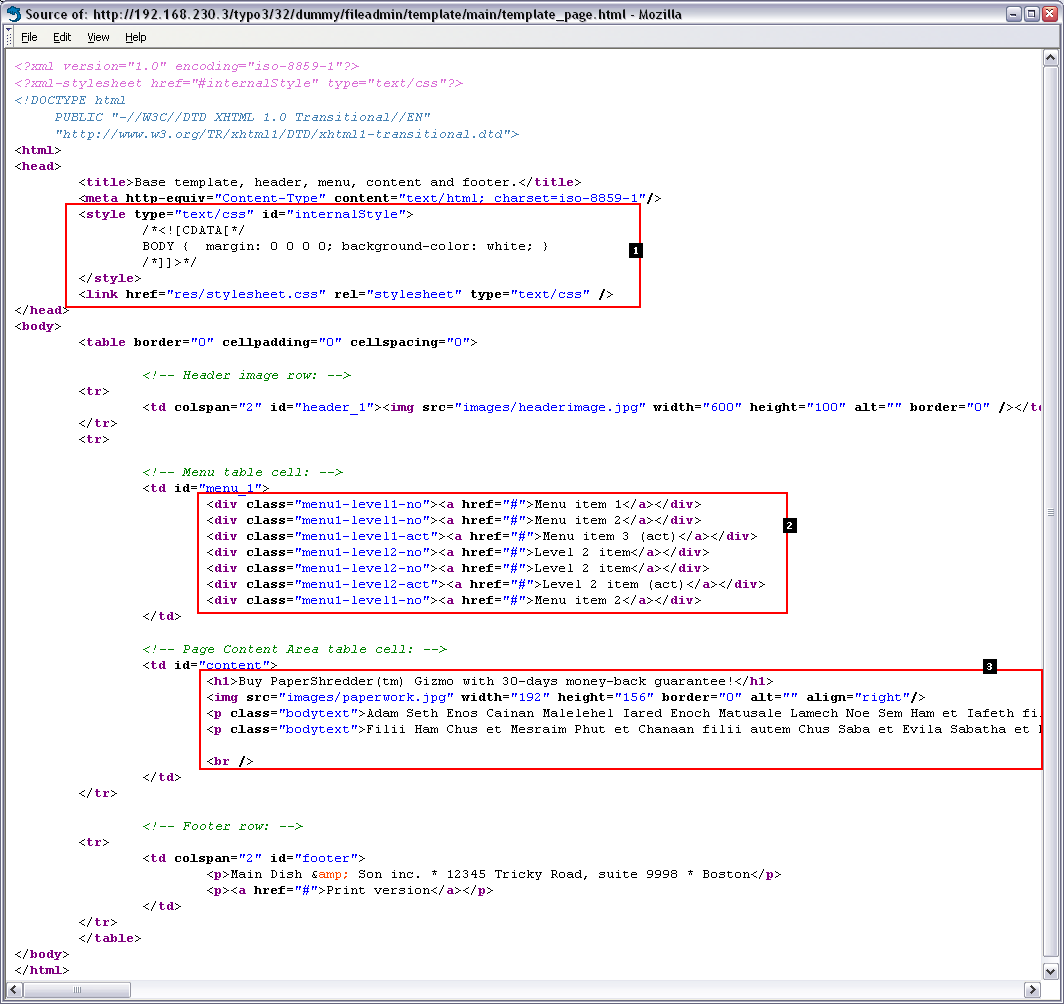 Source of: http://192.168.230.3/typo3/32/dummy/fileadmin/template/main/template_page.html - Mozilla
File Edit View Help
<?xml version="1.0" encoding="iso-8859-1"?>
<?xml-stylesheet href="#internalStyle" type="text/css"?>
<!DOCTYPE html
PUBLIC "-//W3C//DTD XHTML 1.0 Transitional//EN"
"http://www.w3.org/TR/xhtml1/DTD/xhtml1-transitional.dtd">
<html>
<head>
<title>Base template, header, menu, content and footer.</title>
<meta http-equiv="Content-Type" content="text/html; charset=iso-8859-1"/>
<style type="text/css" id="internalStyle">
/*<![CDATA[*/
BODY {  margin: 0 0 0 0; background-color: white; }
1
/*]]>*/
</style>
<link href="res/stylesheet.css" rel="stylesheet" type="text/css" />
</head>
<body>
<table border="0" cellpadding="0" cellspacing="0">
<!-- Header image row: -->
<tr>
<td colspan="2" id="header_1"><img src="images/headerimage.jpg" width="600" height="100" alt="" border="0" /></t
</tr>
<tr>
<!-- Menu table cell: -->
<td id="menu_1">
<div class="menu1-level1-no"><a href="#">Menu item 1</a></div>
<div class="menu1-level1-no"><a href="#">Menu item 2</a></div>
2
<div class="menu1-level1-act"><a href="#">Menu item 3 (act)</a></div>
<div class="menu1-level2-no"><a href="#">Level 2 item</a></div>
<div class="menu1-level2-no"><a href="#">Level 2 item</a></div>
<div class="menu1-level2-act"><a href="#">Level 2 item (act)</a></div>
<div class="menu1-level1-no"><a href="#">Menu item 2</a></div>
</td>
<!-- Page Content Area table cell: -->
<td id="content">
3
<h1>Buy PaperShredder(tm) Gizmo with 30-days money-back guarantee!</h1>
<img src="images/paperwork.jpg" width="192" height="156" border="0" alt="" align="right"/>
<p class="bodytext">Adam Seth Enos Cainan Malelehel Iared Enoch Matusale Lamech Noe Sem Ham et Iafeth fi
<p class="bodytext">Filii Ham Chus et Mesraim Phut et Chanaan filii autem Chus Saba et Evila Sabatha et
<br />
</td>
</tr>
<!-- Footer row: -->
<tr>
<td colspan="2" id="footer">
<p>Main Dish &amp; Son inc. * 12345 Tricky Road, suite 9998 * Boston</p>
<p><a href="#">Print version</a></p>
</td>
</tr>
</table>
</body>
</html>